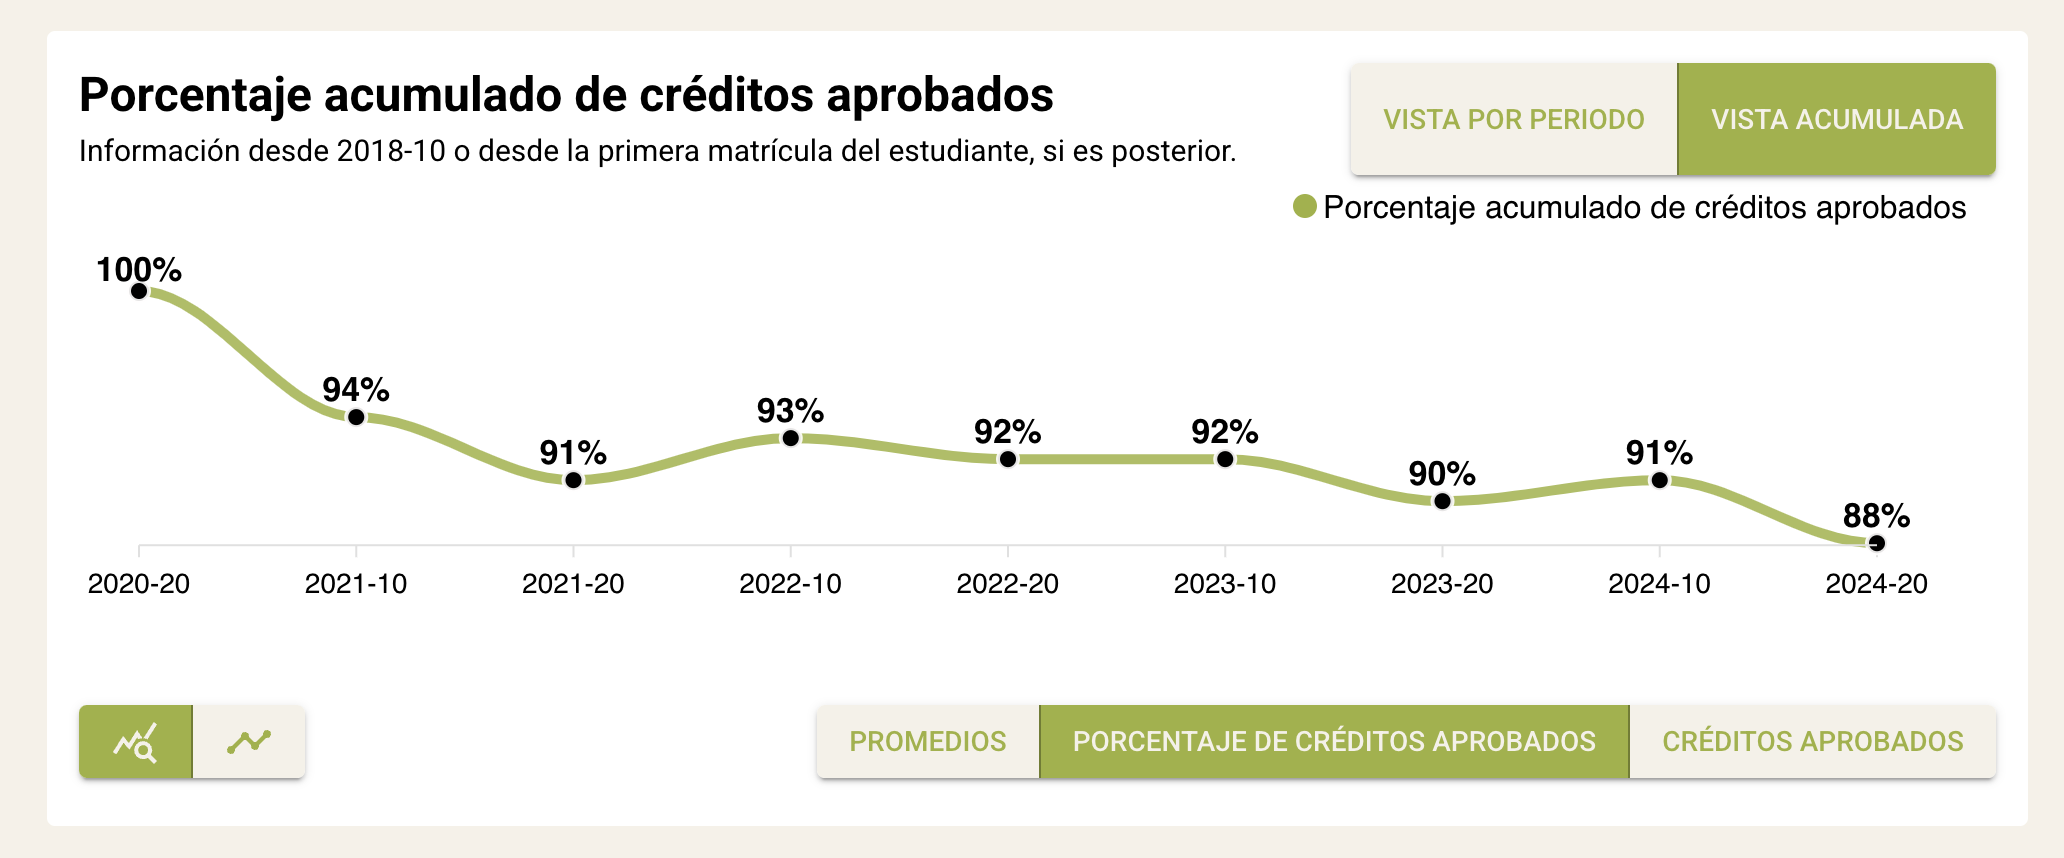 Porcentaje acumulado de créditos aprobados
Información desde 2018-10 o desde la primera matrícula del estudiante, si es posterior.
VISTA POR PERIODO
VISTA ACUMULADA
Porcentaje acumulado de créditos aprobados
100%
94%
91%
93%
92%
92%
90%
91%
88%
2020-20
2021-10
2021-20
2022-10
2022-20
2023-10
2023-20
2024-10
2024-20
PROMEDIOS
PORCENTAJE DE CRÉDITOS APROBADOS
CRÉDITOS APROBADOS